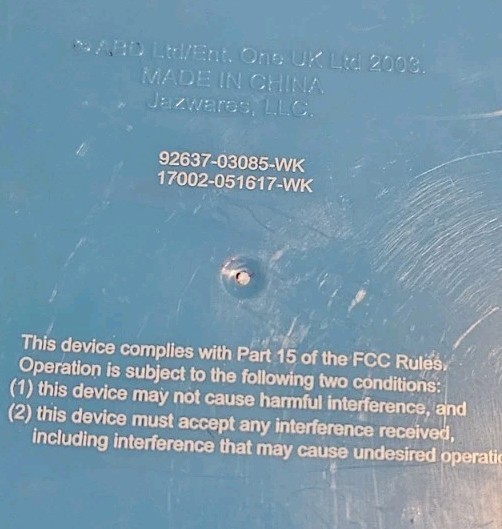 ABD Ltd/Ent. One UK Ltd 2003.
MADE IN CHINA
Jazwares, LLC.
92637-03085-WK
17002-051617-WK
This device complies with Part 15 of the FCC Rules.
Operation is subject to the following two conditions:
(1) this device may not cause harmful interference, and
(2) this device must accept any interference received,
including interference that may cause undesired operatio